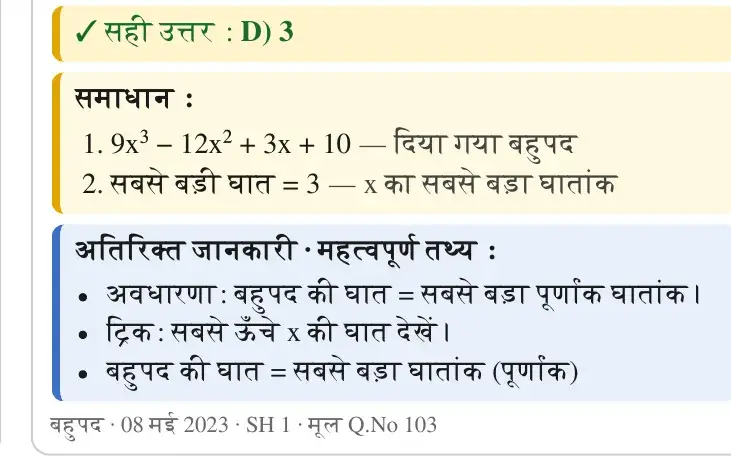 ✓ सही उत्तर : D) 3
समाधान :
1. 9x³ − 12x² + 3x + 10 — दिया गया बहुपद
2. सबसे बड़ी घात = 3 — x का सबसे बड़ा घातांक
अतिरिक्त जानकारी · महत्वपूर्ण तथ्य :
• अवधारणा : बहुपद की घात = सबसे बड़ा पूर्णांक घातांक।
• ट्रिक : सबसे ऊँचे x की घात देखें।
• बहुपद की घात = सबसे बड़ा घातांक (पूर्णांक)
बहुपद · 08 मई 2023 · SH 1 · मूल Q.No 103